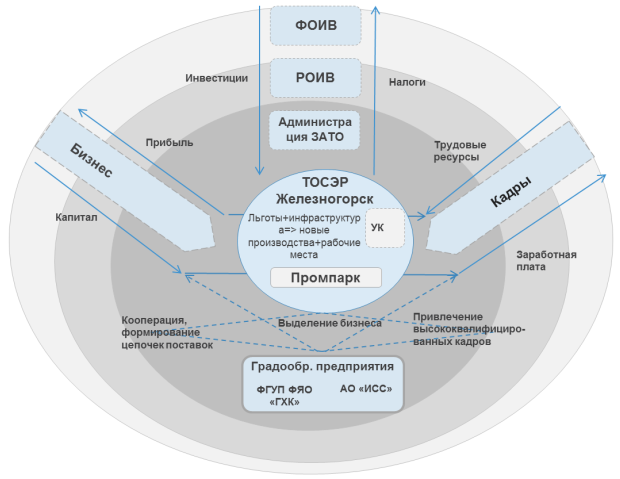 ФОИВ
Инвестиции
РОИВ
Налоги
Администра
ция ЗАТО
Прибыль
Трудовые
ресурсы
Бизнес
Кадры
ТОСЭР
Железногорск
Льготы+инфраструктур
а=> новые
производства+рабочие
места
УК
Капитал
Заработная
плата
Промпарк
Кооперация,
формирование
цепочек поставок
Выделение бизнеса
Привлечение
высококвалифициро-
ванных кадров
Градообр. предприятия
ФГУП ФЯО
«ГХК»
АО «ИСС»